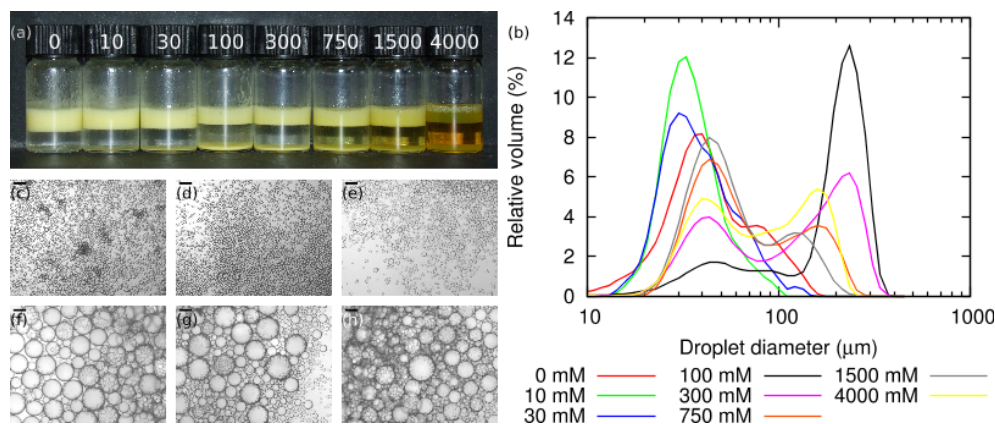 (a)
0 10 30 100 300 750 1500 4000
(c) (d) (e)
(f) (g) (h)
(b)
Relative volume (%)
14
12
10
8
6
4
2
0
10 100 1000
Droplet diameter (μm)
0 mM 100 mM 1500 mM
10 mM 300 mM 4000 mM
30 mM 750 mM